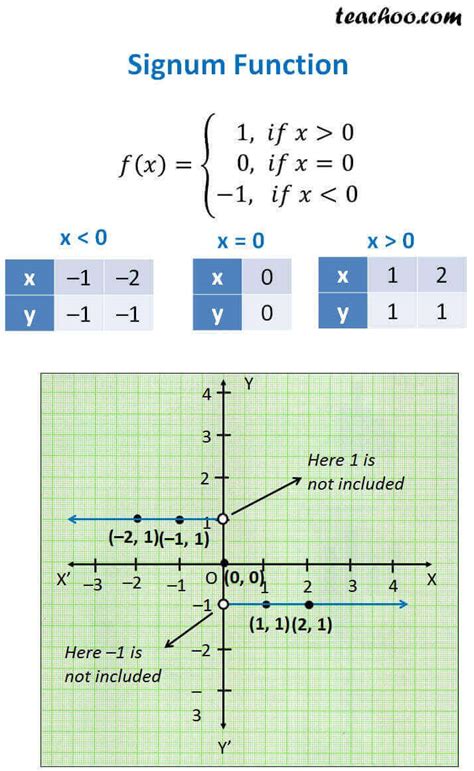 teachoo.com
Signum Function
f(x) = { 1, if x > 0
0, if x = 0
−1, if x < 0
x < 0
x –1 –2
y –1 –1
x = 0
x 0
y 0
x > 0
x 1 2
y 1 1
Y
4
3
2
1
Here 1 is
not included
(–2, 1) (–1, 1)
X’ –3 –2 –1 O (0, 0) 1 2 3 4 X
–1
(1, 1) (2, 1)
Here –1 is
not included
–2
–
3
Y’